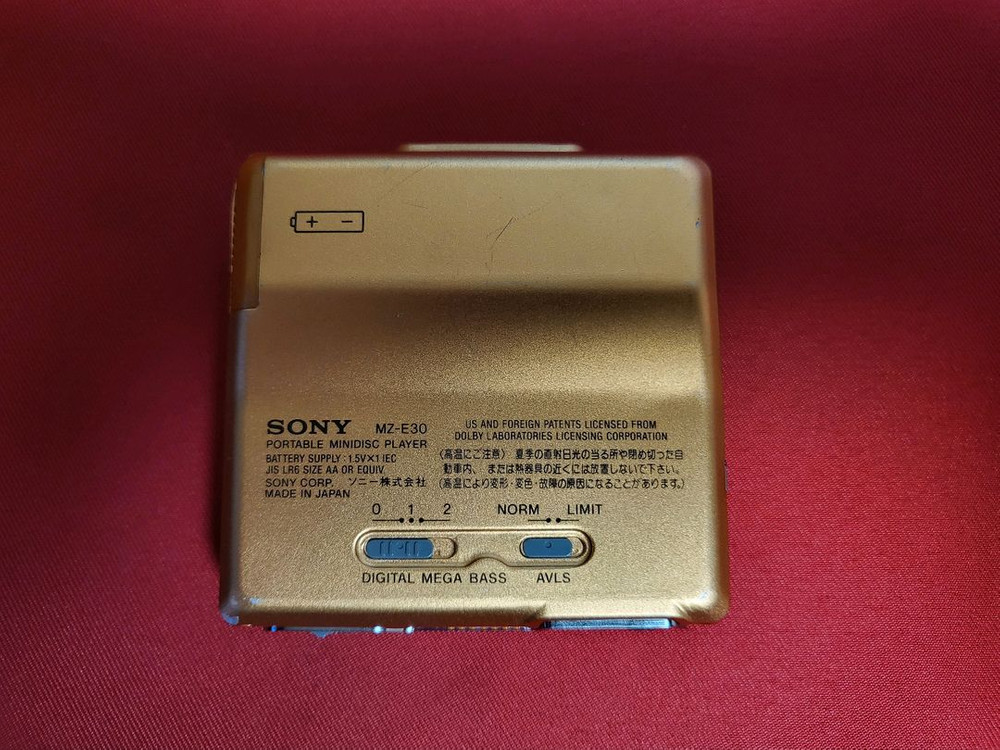 + −
SONY MZ-E30
PORTABLE MINIDISC PLAYER
BATTERY SUPPLY : 1.5V×1 IEC
JIS LR6 SIZE AA OR EQUIV.
SONY CORP. ソニー株式会社
MADE IN JAPAN
US AND FOREIGN PATENTS LICENSED FROM
DOLBY LABORATORIES LICENSING CORPORATION.
〈高温にご注意〉 夏季の直射日光の当る所や閉め切った自
動車内、または熱器具の近くには放置しないで下さい。
(高温により変形・変色・故障の原因になることがあります。)
0 1 2
NORM LIMIT
DIGITAL MEGA BASS AVLS